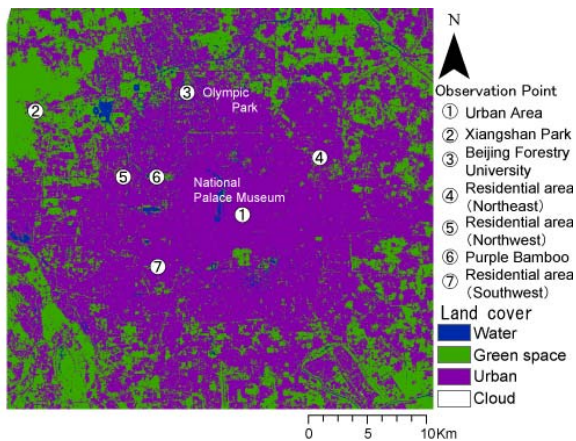 N
Olympic
Park
National
Palace Museum
③
②
④
⑤
⑥
①
⑦
Observation Point
① Urban Area
② Xiangshan Park
③ Beijing Forestry
University
④ Residential area
(Northeast)
⑤ Residential area
(Northwest)
⑥ Purple Bamboo
⑦ Residential area
(Southwest)
Land cover
Water
Green space
Urban
Cloud
0 5 10Km